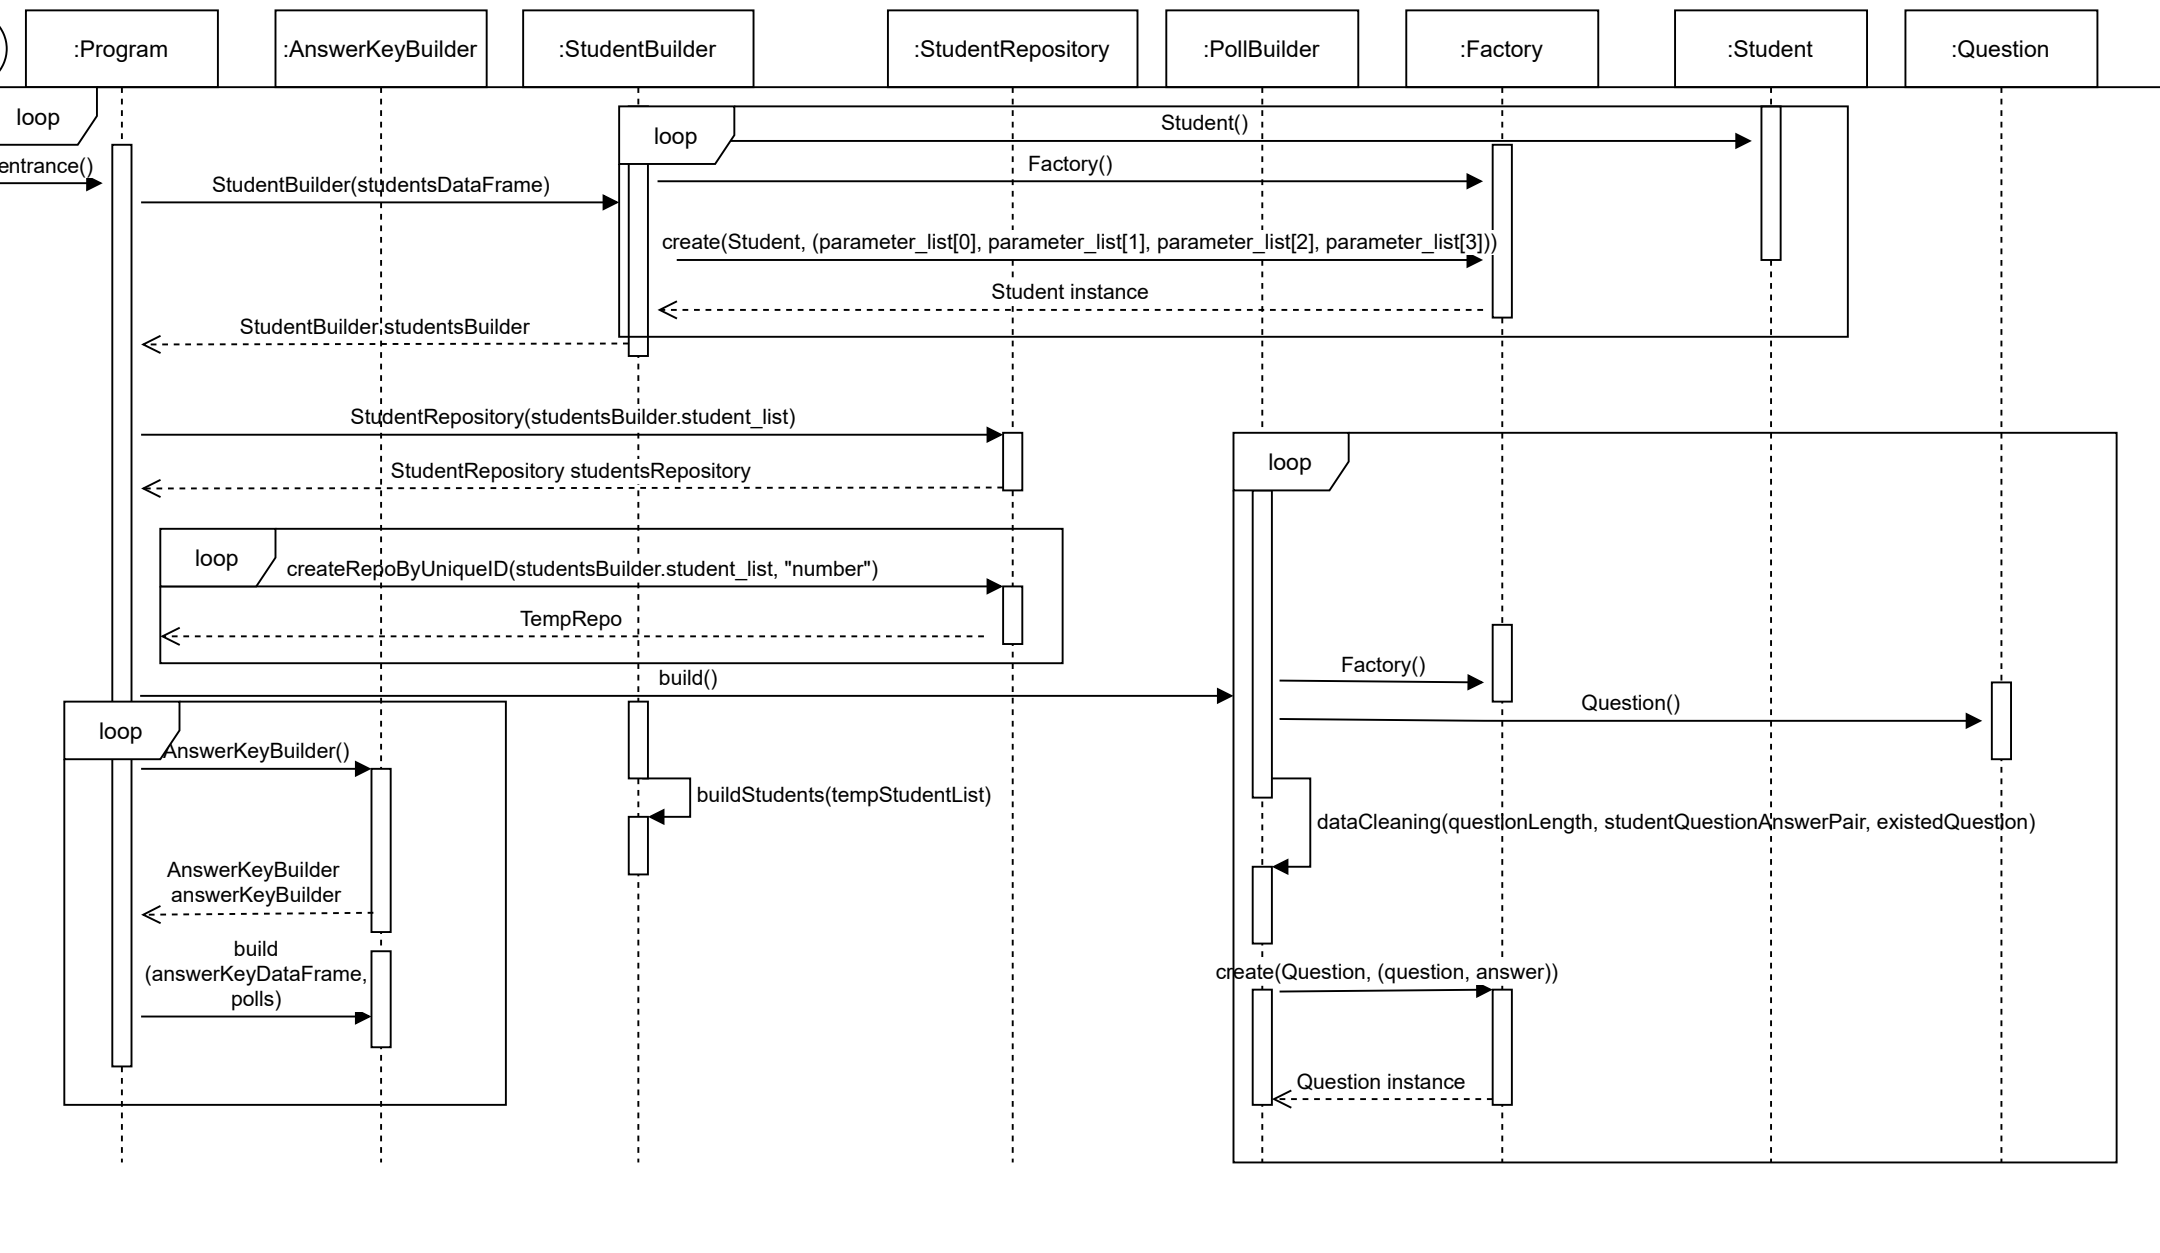 :Program
:AnswerKeyBuilder
:StudentBuilder
:StudentRepository
:PollBuilder
:Factory
:Student
:Question
loop
loop
Student()
entrance()
Factory()
StudentBuilder(studentsDataFrame)
create(Student, (parameter_list[0], parameter_list[1], parameter_list[2], parameter_list[3]))
Student instance
StudentBuilder studentsBuilder
StudentRepository(studentsBuilder.student_list)
loop
StudentRepository studentsRepository
loop
createRepoByUniqueID(studentsBuilder.student_list, "number")
TempRepo
build()
Factory()
Question()
loop
AnswerKeyBuilder()
buildStudents(tempStudentList)
dataCleaning(questionLength, studentQuestionAnswerPair, existedQuestion)
AnswerKeyBuilder
answerKeyBuilder
build
(answerKeyDataFrame,
polls)
create(Question, (question, answer))
Question instance